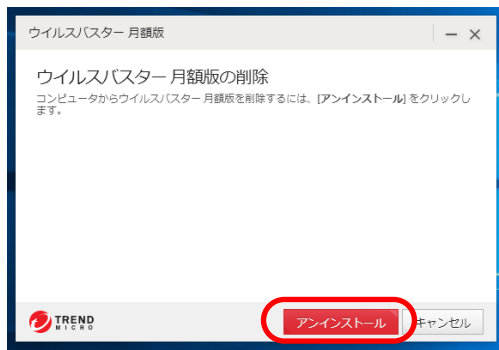 ウイルスバスター 月額版
ウイルスバスター 月額版の削除
コンピュータからウイルスバスター 月額版を削除するには、[アンインストール] をクリックし
ます。
TREND
MICRO
アンインストール
キャンセル